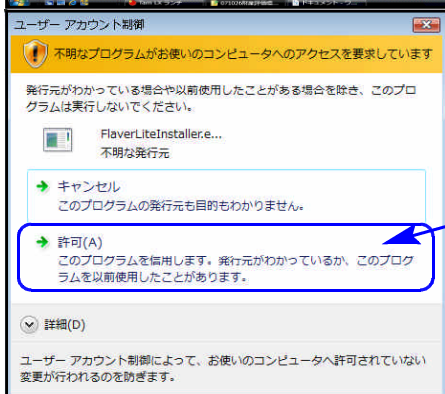 ユーザー アカウント制御
不明なプログラムがお使いのコンピュータへのアクセスを要求しています
発行元がわかっている場合や以前使用したことがある場合を除き、このプロ
グラムは実行しないでください。
FlaverLiteInstaller.e...
不明な発行元
キャンセル
このプログラムの発行元も目的もわかりません。
許可(A)
このプログラムを信用します。発行元がわかっているか、このプログ
ラムを以前使用したことがあります。
詳細(D)
ユーザー アカウント制御によって、お使いのコンピュータへ許可されていない
変更が行われるのを防ぎます。